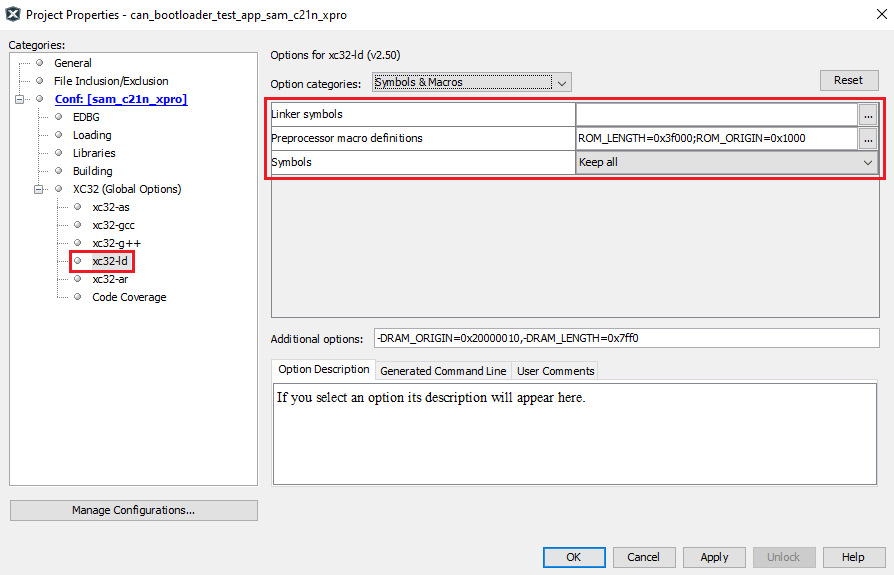 Project Properties - can_bootloader_test_app_sam_c21n_xpro
Categories:
General
File Inclusion/Exclusion
Conf: [sam_c21n_xpro]
EDBG
Loading
Libraries
Building
XC32 (Global Options)
xc32-as
xc32-gcc
xc32-g++
xc32-ld
xc32-ar
Code Coverage
Manage Configurations...
Options for xc32-ld (v2.50)
Option categories: Symbols & Macros Reset
Linker symbols ...
Preprocessor macro definitions ROM_LENGTH=0x3f000;ROM_ORIGIN=0x1000 ...
Symbols Keep all
Additional options: -DRAM_ORIGIN=0x20000010,-DRAM_LENGTH=0x7ff0
Option Description Generated Command Line User Comments
If you select an option its description will appear here.
OK Cancel Apply Unlock Help